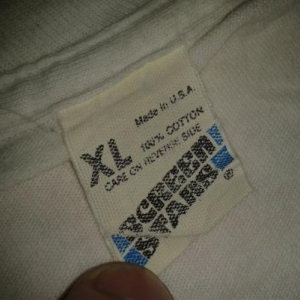 Made In U.S.A.
XL
100% COTTON
CARE ON REVERSE SIDE
SCREEN
STARS
®